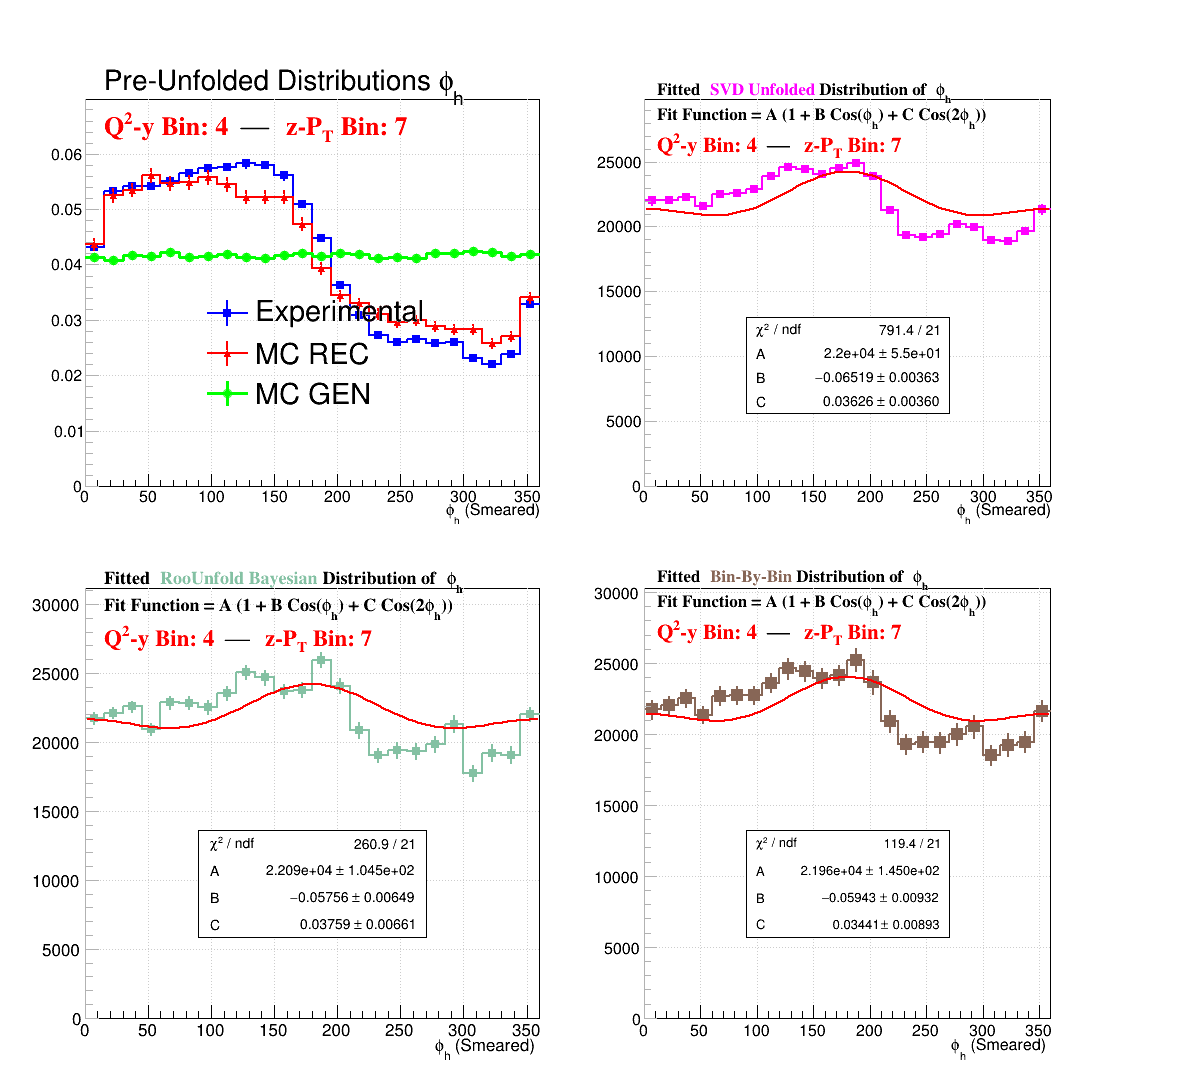 Pre-Unfolded Distributions ϕh
Q²-y Bin: 4 — z-PT Bin: 7
0.06
0.05
0.04
0.03
0.02
0.01
0
Experimental
MC REC
MC GEN
0 50 100 150 200 250 300 350
ϕh (Smeared)
Fitted SVD Unfolded Distribution of ϕh
Fit Function = A (1 + B Cos(ϕh) + C Cos(2ϕh))
Q²-y Bin: 4 — z-PT Bin: 7
25000
20000
15000
10000
5000
0
χ² / ndf 791.4 / 21
A 2.2e+04 ± 5.5e+01
B −0.06519 ± 0.00363
C 0.03626 ± 0.00360
0 50 100 150 200 250 300 350
ϕh (Smeared)
Fitted RooUnfold Bayesian Distribution of ϕh
Fit Function = A (1 + B Cos(ϕh) + C Cos(2ϕh))
Q²-y Bin: 4 — z-PT Bin: 7
30000
25000
20000
15000
10000
5000
0
χ² / ndf 260.9 / 21
A 2.209e+04 ± 1.045e+02
B −0.05756 ± 0.00649
C 0.03759 ± 0.00661
0 50 100 150 200 250 300 350
ϕh (Smeared)
Fitted Bin-By-Bin Distribution of ϕh
Fit Function = A (1 + B Cos(ϕh) + C Cos(2ϕh))
Q²-y Bin: 4 — z-PT Bin: 7
30000
25000
20000
15000
10000
5000
0
χ² / ndf 119.4 / 21
A 2.196e+04 ± 1.450e+02
B −0.05943 ± 0.00932
C 0.03441 ± 0.00893
0 50 100 150 200 250 300 350
ϕh (Smeared)